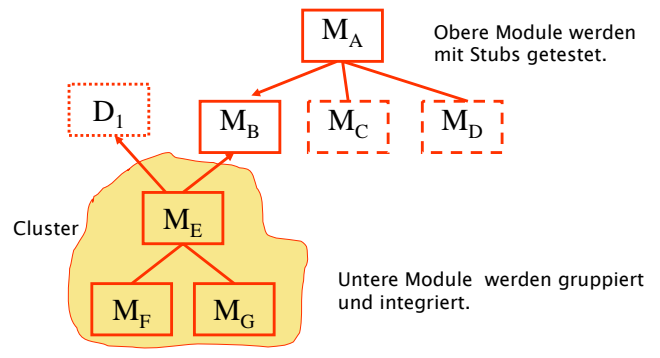 M_A
Obere Module werden
mit Stubs getestet.
D_1
M_B
M_C
M_D
Cluster
M_E
Untere Module werden gruppiert
und integriert.
M_F
M_G